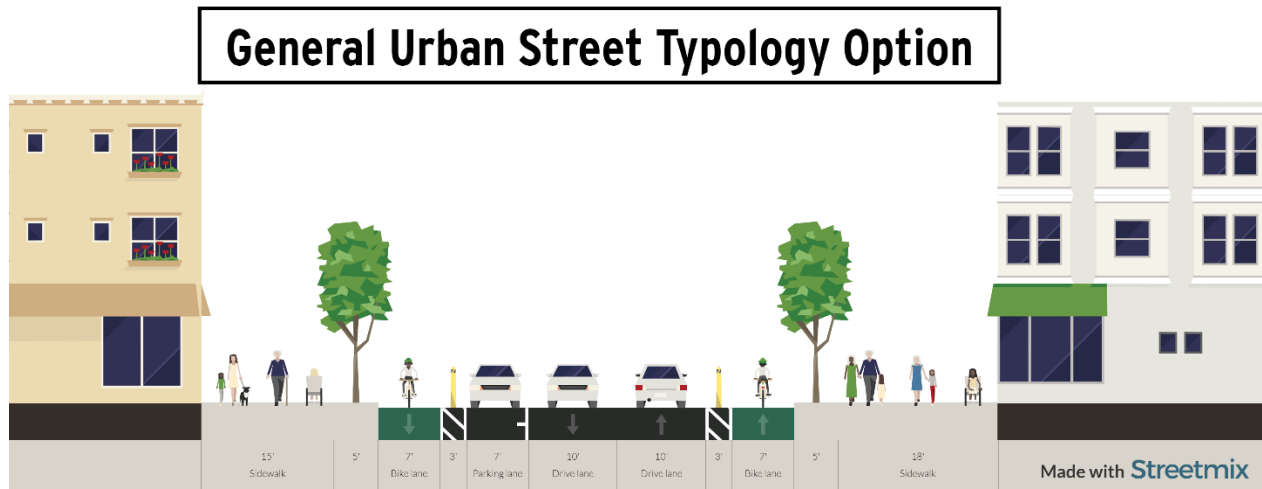 General Urban Street Typology Option
15' 5' 7' 3' 7' 10' 10' 3' 7' 5' 18'
Sidewalk Bike lane Parking lane Drive lane Drive lane Bike lane Sidewalk
Made with Streetmix